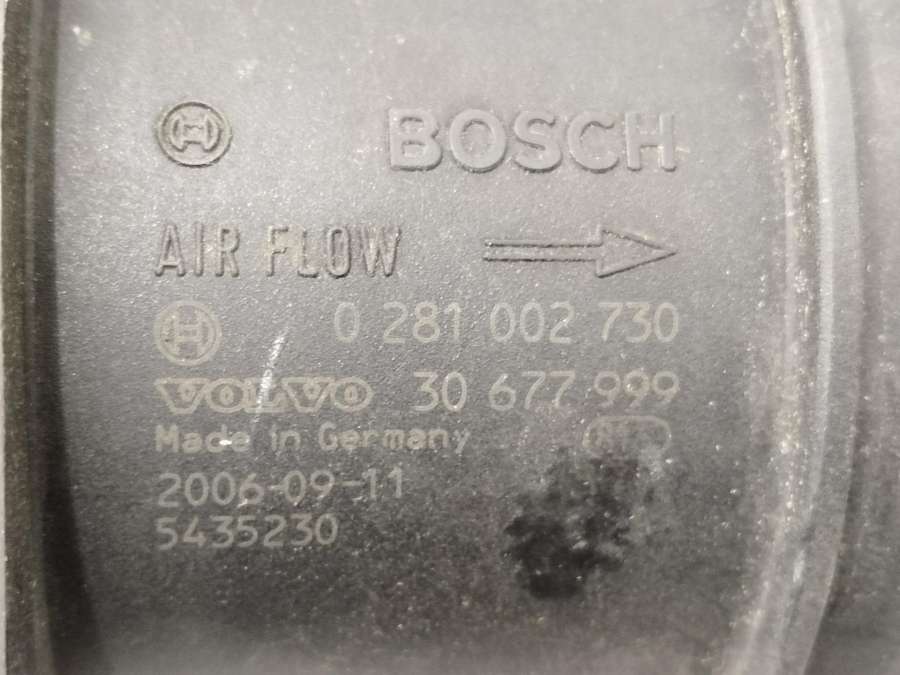 BOSCH
AIR FLOW
0 281 002 730
VOLVO 30 677 999
Made in Germany
2006-09-11
5435230